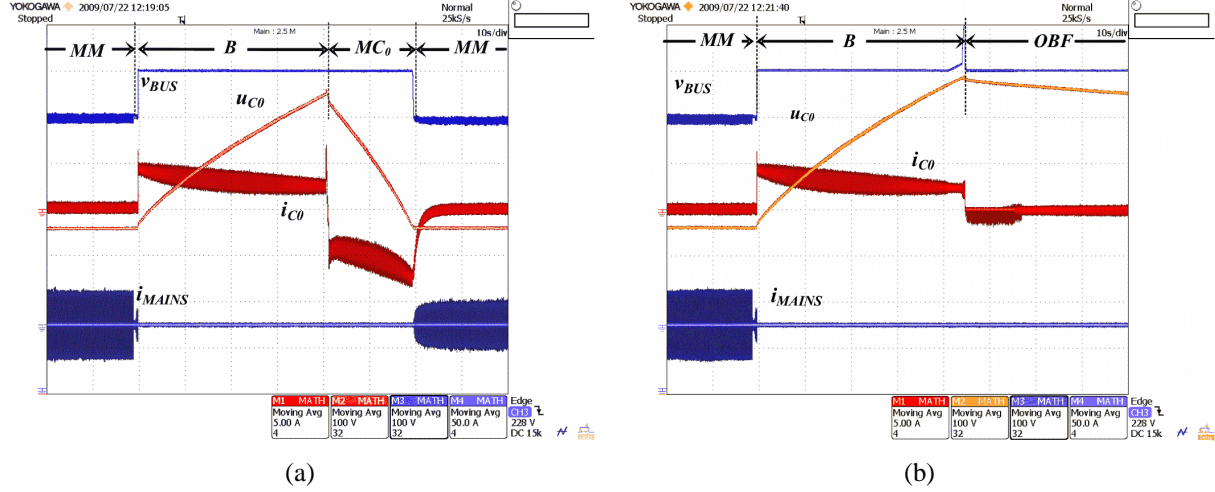 YOKOGAWA 2009/07/22 12:19:05
Normal
Stopped
25kS/s
Main : 2.5 M
10s/div
MM
B
MC0
MM
vBUS
uC0
iC0
iMAINS
M1 MATH
M2 MATH
M3 MATH
M4 MATH
Edge
Moving Avg
Moving Avg
Moving Avg
Moving Avg
CH3
5.00 A
100 V
100 V
50.0 A
228 V
4
32
32
4
DC 15k
(a)
YOKOGAWA 2009/07/22 12:21:40
Normal
Stopped
25kS/s
Main : 2.5 M
10s/div
MM
B
OBF
vBUS
uC0
iC0
iMAINS
M1 MATH
M2 MATH
M3 MATH
M4 MATH
Edge
Moving Avg
Moving Avg
Moving Avg
Moving Avg
CH3
5.00 A
100 V
100 V
50.0 A
228 V
4
32
32
4
DC 15k
(b)